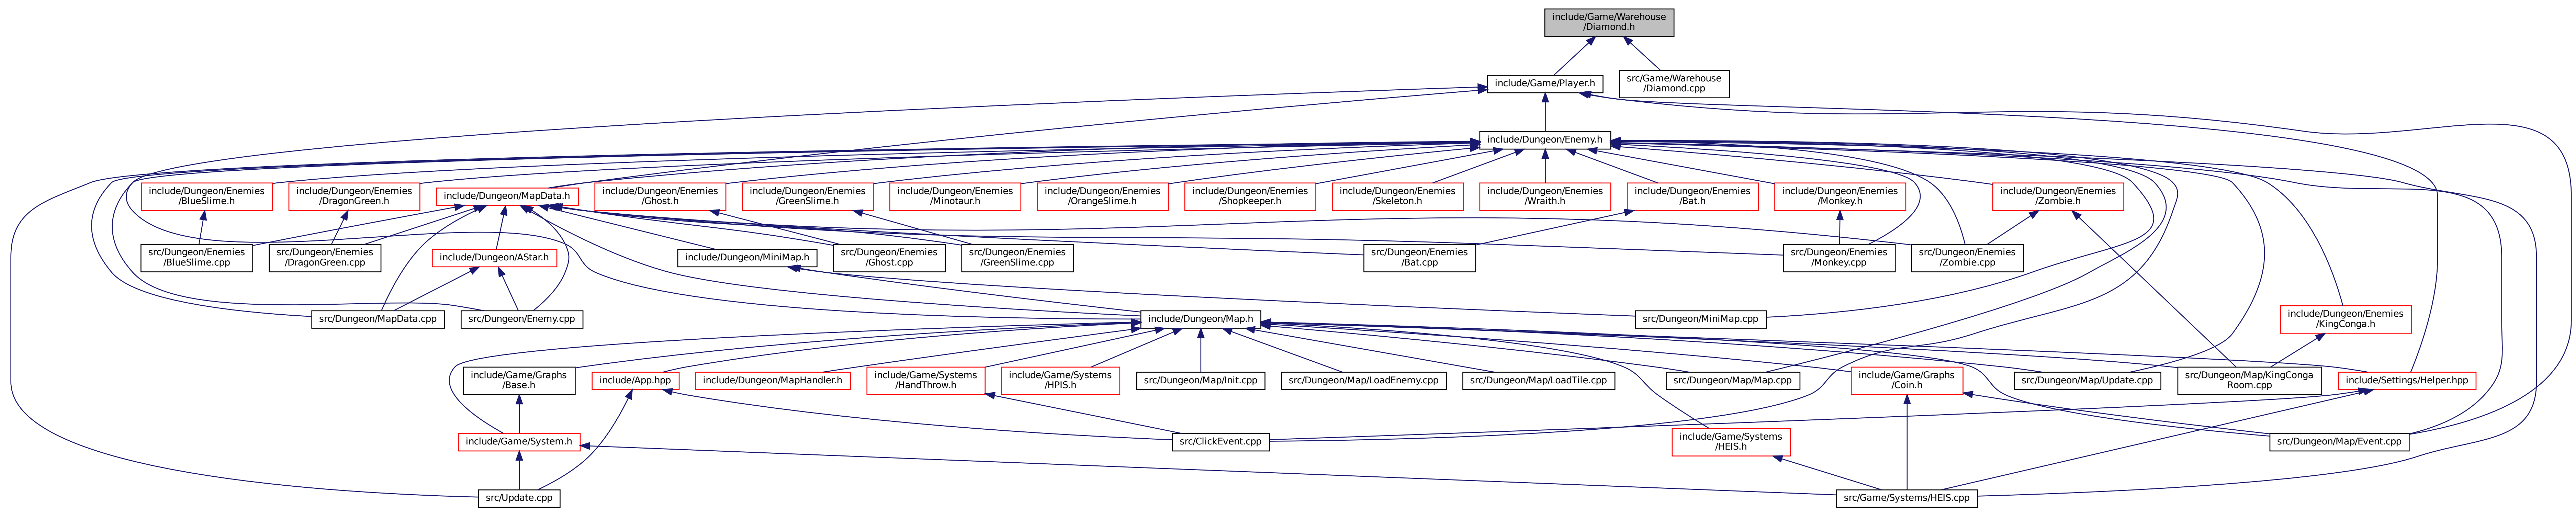 include/Game/Warehouse
/Diamond.h
include/Game/Player.h
src/Game/Warehouse
/Diamond.cpp
include/Dungeon/Enemy.h
include/Dungeon/Enemies
/BlueSlime.h
include/Dungeon/Enemies
/DragonGreen.h
include/Dungeon/MapData.h
include/Dungeon/Enemies
/Ghost.h
include/Dungeon/Enemies
/GreenSlime.h
include/Dungeon/Enemies
/Minotaur.h
include/Dungeon/Enemies
/OrangeSlime.h
include/Dungeon/Enemies
/Shopkeeper.h
include/Dungeon/Enemies
/Skeleton.h
include/Dungeon/Enemies
/Wraith.h
include/Dungeon/Enemies
/Bat.h
include/Dungeon/Enemies
/Monkey.h
include/Dungeon/Enemies
/Zombie.h
src/Dungeon/Enemies
/BlueSlime.cpp
src/Dungeon/Enemies
/DragonGreen.cpp
include/Dungeon/AStar.h
include/Dungeon/MiniMap.h
src/Dungeon/Enemies
/Ghost.cpp
src/Dungeon/Enemies
/GreenSlime.cpp
src/Dungeon/Enemies
/Bat.cpp
src/Dungeon/Enemies
/Monkey.cpp
src/Dungeon/Enemies
/Zombie.cpp
src/Dungeon/MapData.cpp
src/Dungeon/Enemy.cpp
include/Dungeon/Map.h
src/Dungeon/MiniMap.cpp
include/Dungeon/Enemies
/KingConga.h
include/Game/Graphs
/Base.h
include/App.hpp
include/Dungeon/MapHandler.h
include/Game/Systems
/HandThrow.h
include/Game/Systems
/HPIS.h
src/Dungeon/Map/Init.cpp
src/Dungeon/Map/LoadEnemy.cpp
src/Dungeon/Map/LoadTile.cpp
src/Dungeon/Map/Map.cpp
include/Game/Graphs
/Coin.h
src/Dungeon/Map/Update.cpp
src/Dungeon/Map/KingConga
Room.cpp
include/Settings/Helper.hpp
include/Game/System.h
src/ClickEvent.cpp
include/Game/Systems
/HEIS.h
src/Dungeon/Map/Event.cpp
src/Update.cpp
src/Game/Systems/HEIS.cpp